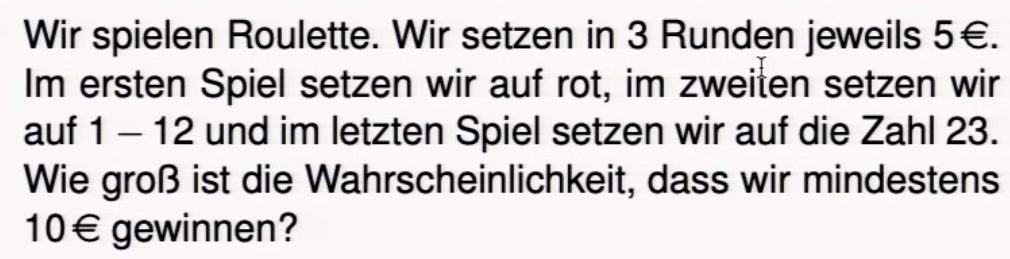 Wir spielen Roulette. Wir setzen in 3 Runden jeweils 5 €.
Im ersten Spiel setzen wir auf rot, im zweiten setzen wir
auf 1 – 12 und im letzten Spiel setzen wir auf die Zahl 23.
Wie groß ist die Wahrscheinlichkeit, dass wir mindestens
10 € gewinnen?